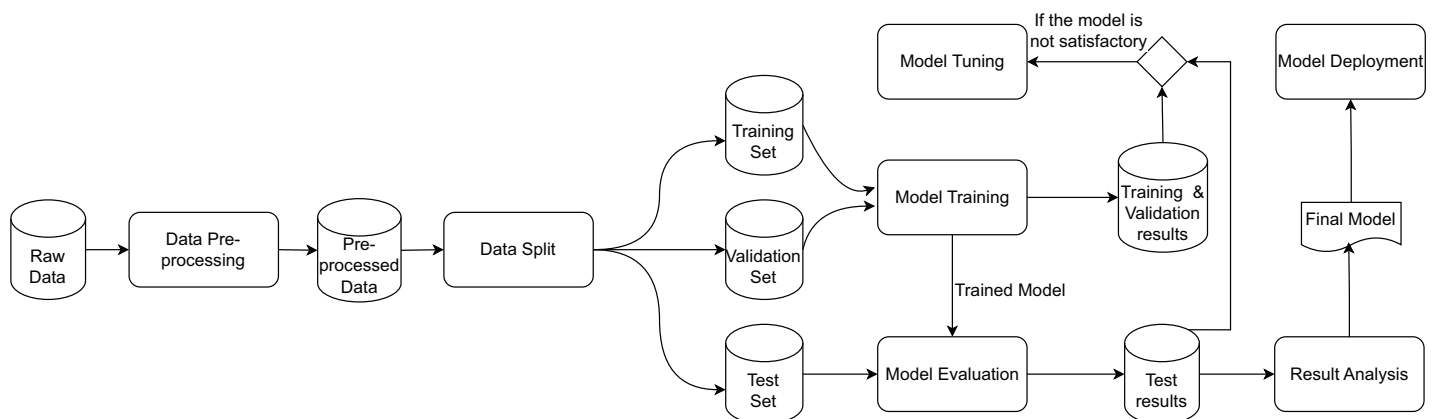 Raw
Data
Data Pre-
processing
Pre-
processed
Data
Data Split
Training
Set
Validation
Set
Test
Set
Model Tuning
If the model is
not satisfactory
Model Training
Training  &
Validation
results
Trained Model
Model Evaluation
Test
results
Result Analysis
Final Model
Model Deployment